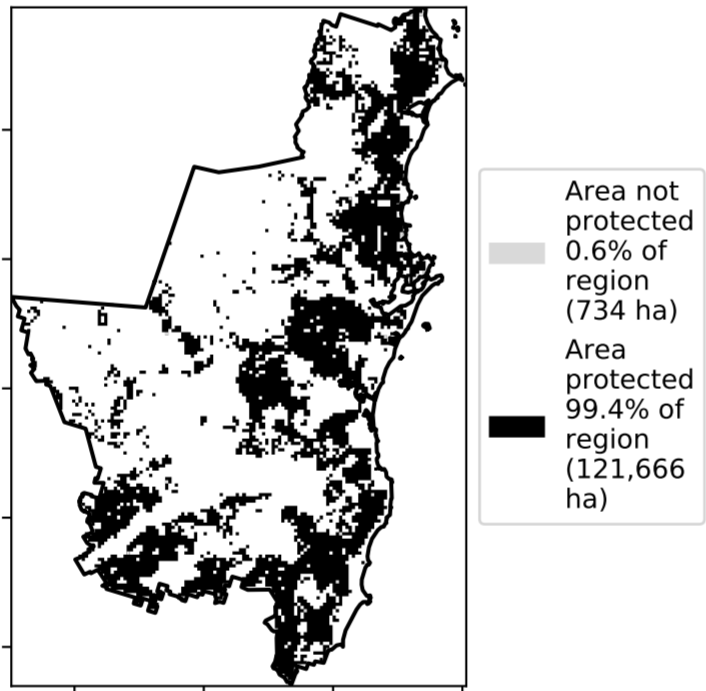 Area not
protected
0.6% of
region
(734 ha)
Area
protected
99.4% of
region
(121,666
ha)